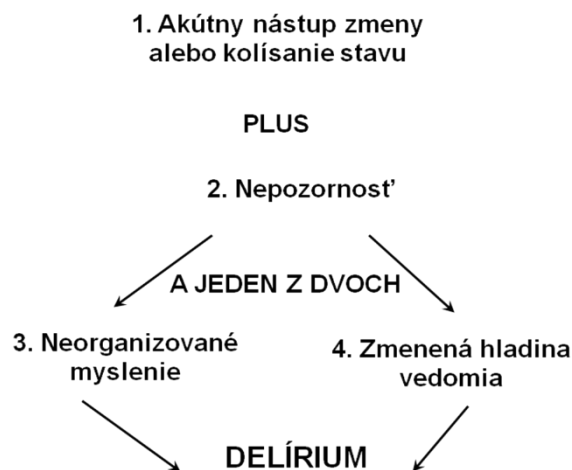 1. Akútny nástup zmeny
alebo kolísanie stavu
PLUS
2. Nepozornosť
A JEDEN Z DVOCH
3. Neorganizované
myslenie
4. Zmenená hladina
vedomia
DELÍRIUM